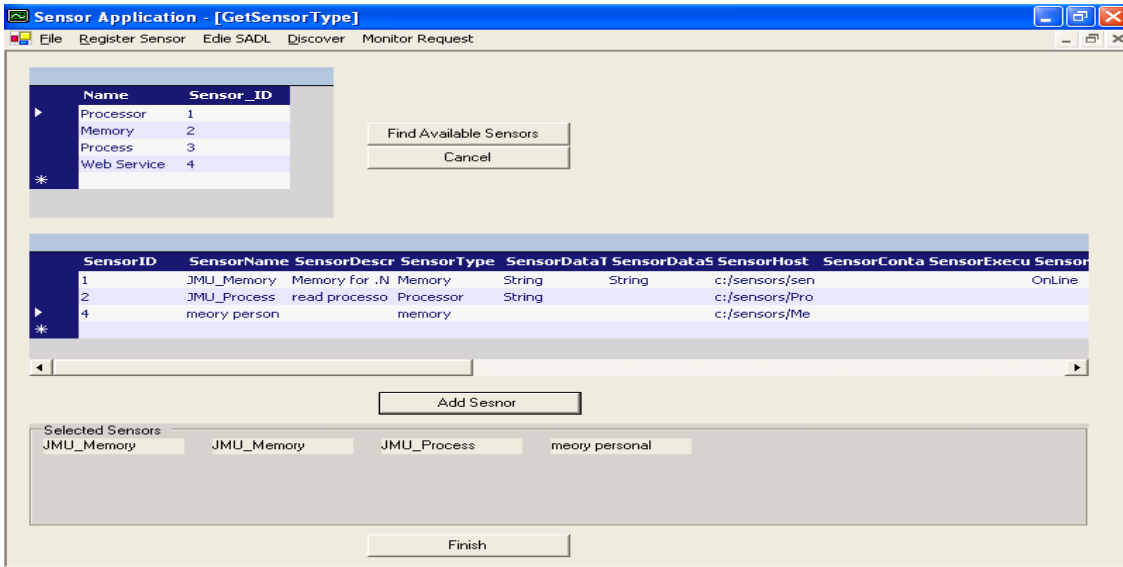 Sensor Application - [GetSensorType]
File Register Sensor Edie SADL Discover Monitor Request
Name Sensor_ID
Processor 1
Memory 2
Process 3
Web Service 4
Find Available Sensors
Cancel
SensorID SensorName SensorDescr SensorType SensorDataT SensorDataS SensorHost SensorConta SensorExecu Sensor
1 JMU_Memory Memory for .N Memory String String c:/sensors/sen OnLine
2 JMU_Process read processo Processor String c:/sensors/Pro
4 meory person memory c:/sensors/Me
Add Sesnor
Selected Sensors
JMU_Memory JMU_Memory JMU_Process meory personal
Finish